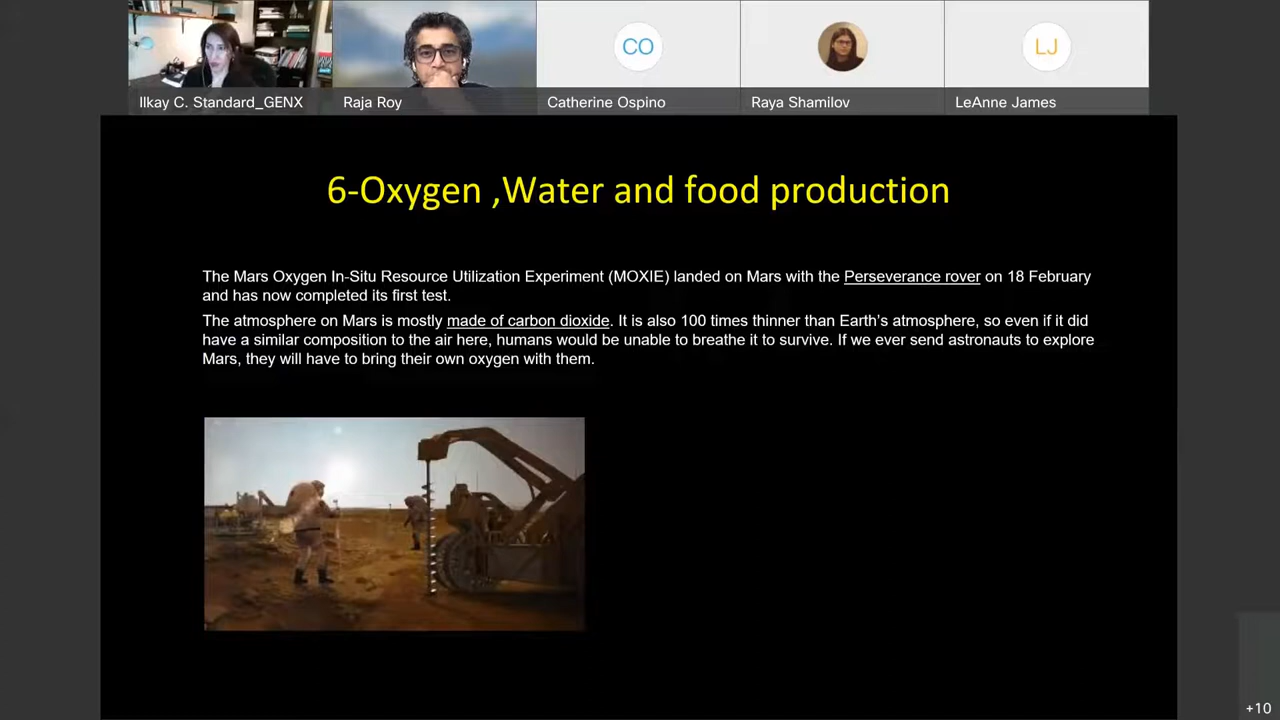 CO
LJ
Ilkay C. Standard_GENX
Raja Roy
Catherine Ospino
Raya Shamilov
LeAnne James
6-Oxygen ,Water and food production
The Mars Oxygen In-Situ Resource Utilization Experiment (MOXIE) landed on Mars with the Perseverance rover on 18 February
and has now completed its first test.
The atmosphere on Mars is mostly made of carbon dioxide. It is also 100 times thinner than Earth's atmosphere, so even if it did
have a similar composition to the air here, humans would be unable to breathe it to survive. If we ever send astronauts to explore
Mars, they will have to bring their own oxygen with them.
+10